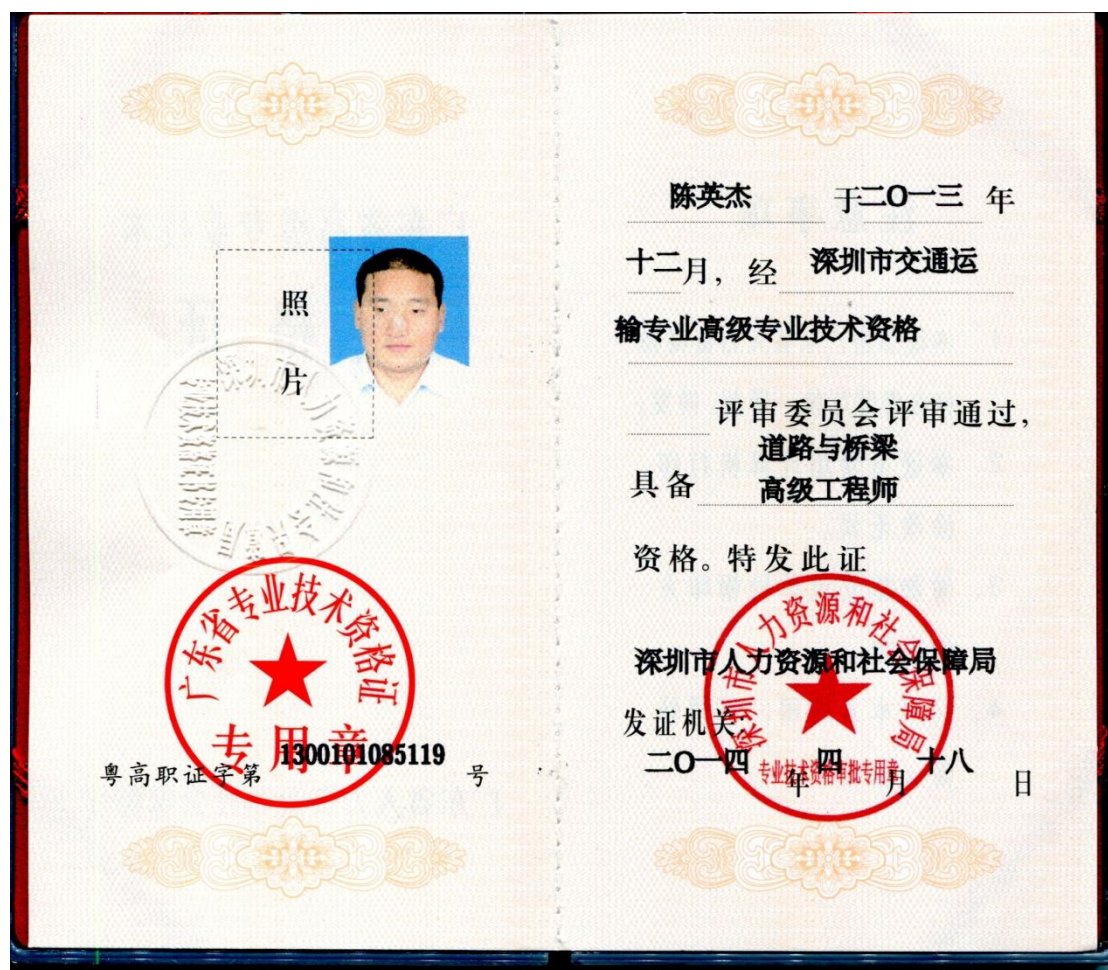 照
片
广东省专业技术资格证
专用章
粤高职证字第 1300101085119 号
陈英杰 于二O一三 年
十二月，经 深圳市交通运
输专业高级专业技术资格
评审委员会评审通过，
道路与桥梁
具备 高级工程师
资格。特发此证
深圳市人力资源和社会保障局
深圳市人力资源和社会保障局
发证机关：
专业技术资格审批专用章
二O一四 年 四 月 十八 日